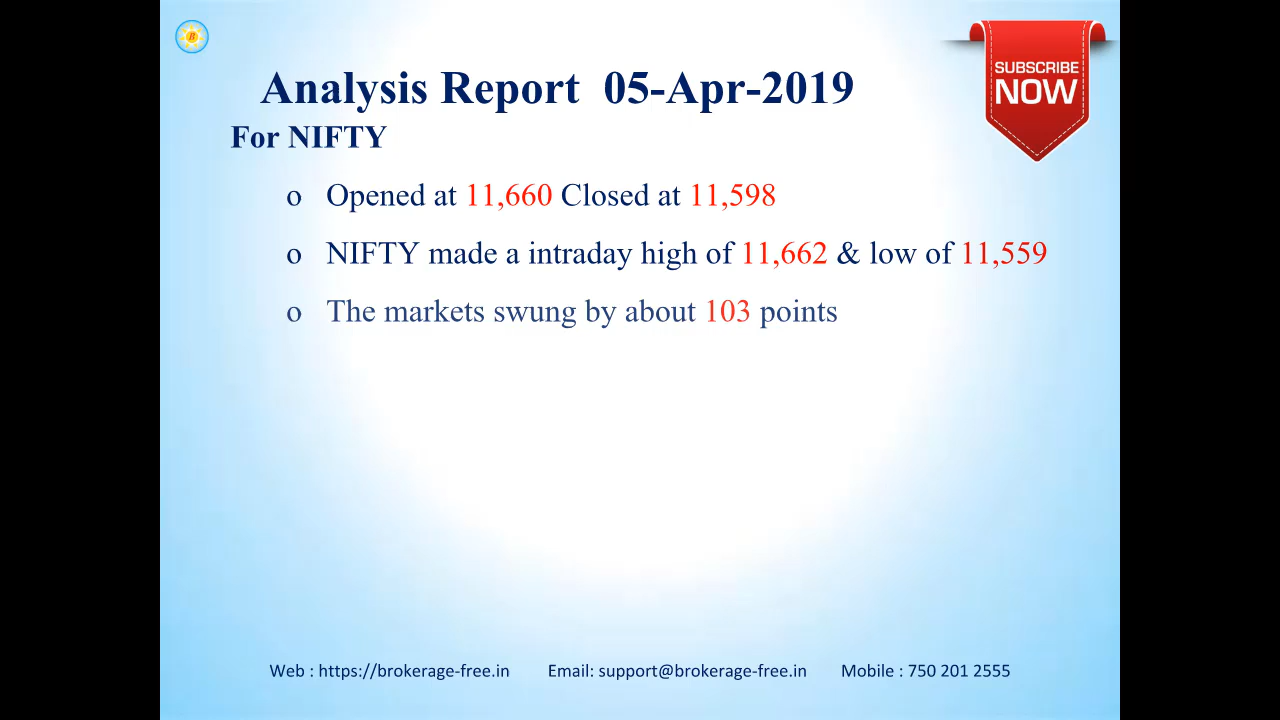 B
SUBSCRIBE
NOW
Analysis Report  05-Apr-2019
For NIFTY
o Opened at 11,660 Closed at 11,598
o NIFTY made a intraday high of 11,662 & low of 11,559
o The markets swung by about 103 points
Web : https://brokerage-free.in Email: support@brokerage-free.in Mobile : 750 201 2555